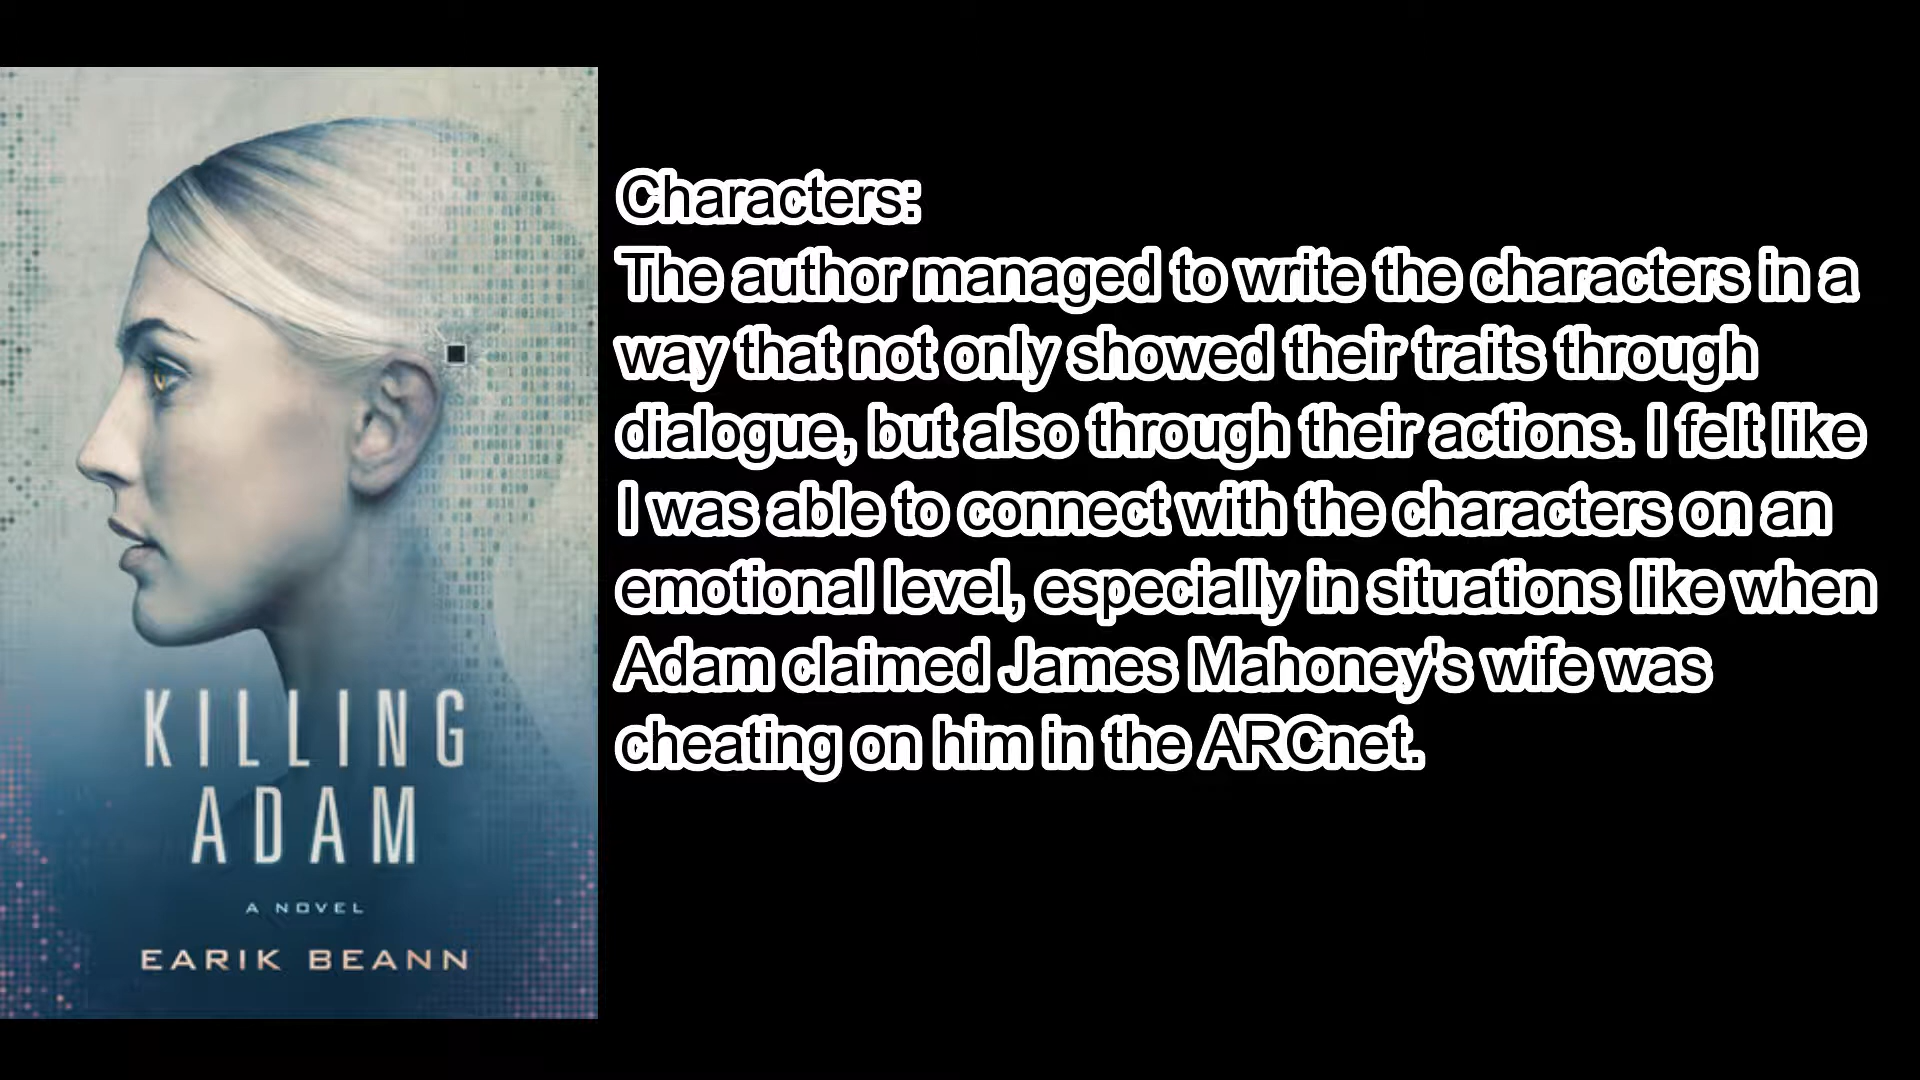 Characters:
The author managed to write the characters in a
way that not only showed their traits through
dialogue, but also through their actions. I felt like
I was able to connect with the characters on an
emotional level, especially in situations like when
Adam claimed James Mahoney's wife was
cheating on him in the ARCnet.
KILLING
ADAM
A NOVEL
EARIK BEANN